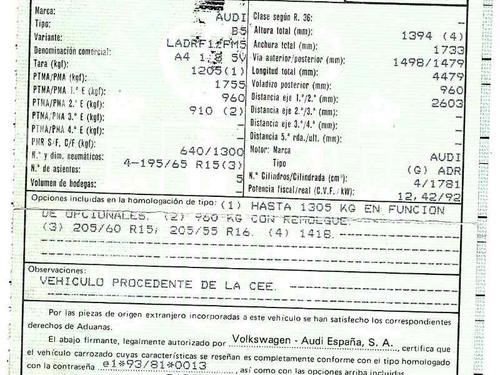 Marca: AUDI Clase según R. 36: –
Tipo: B5 Altura total (mm): 1394 (4)
Variante: Anchura total (mm): 1733
Denominación comercial: A4 1,8 5V Vía anterior/posterior (mm): 1498/1479
Tara (kgf): 1205(1) Longitud total (mm): 4479
PTMA/PMA (kgf): 1755 Voladizo posterior (mm): 960
PTMA/PMA 1.º E (kgf): 960 Distancia eje 1.º/2.º (mm): 2603
PTMA/PMA 2.º E (kgf): 910 (2) Distancia eje 2.º/3.º (mm): –
PTMA/PMA 3.º E (kgf): – Distancia eje 3.º/4.º (mm): –
PTMA/PMA 4.º E (kgf): – Distancia 5.ª rda./ult. (mm): –
PMR S/F, C/F (kgf): 640/1300 Motor: Marca AUDI
N.º y dim. neumáticos: 4-195/65 R15(3) Tipo (G) ADR
N.º de asientos: – N.º Cilindros/Cilindrada (cm³): 4/1781
Volumen de bodegas: – Potencia fiscal/real (C.V.F./kW): 12,42/92
Opciones incluidas en la homologación de tipo: (1) HASTA 1305 KG EN FUNCION
DE OPCIONALES. (2) 960 KG CON REMOLQUE.
(3) 205/60 R15; 205/55 R16. (4) 1418.
Observaciones:
VEHICULO PROCEDENTE DE LA CEE.
Por las piezas de origen extranjero incorporadas a este vehículo se han satisfecho los correspondientes
derechos de Aduanas.
El abajo firmante, legalmente autorizado por Volkswagen - Audi España, S. A., certifica que
el vehículo carrozado cuyas características se reseñan es completamente conforme con el tipo homologado
con la contraseña e1*93/81*0013, así como con las opciones arriba incluidas